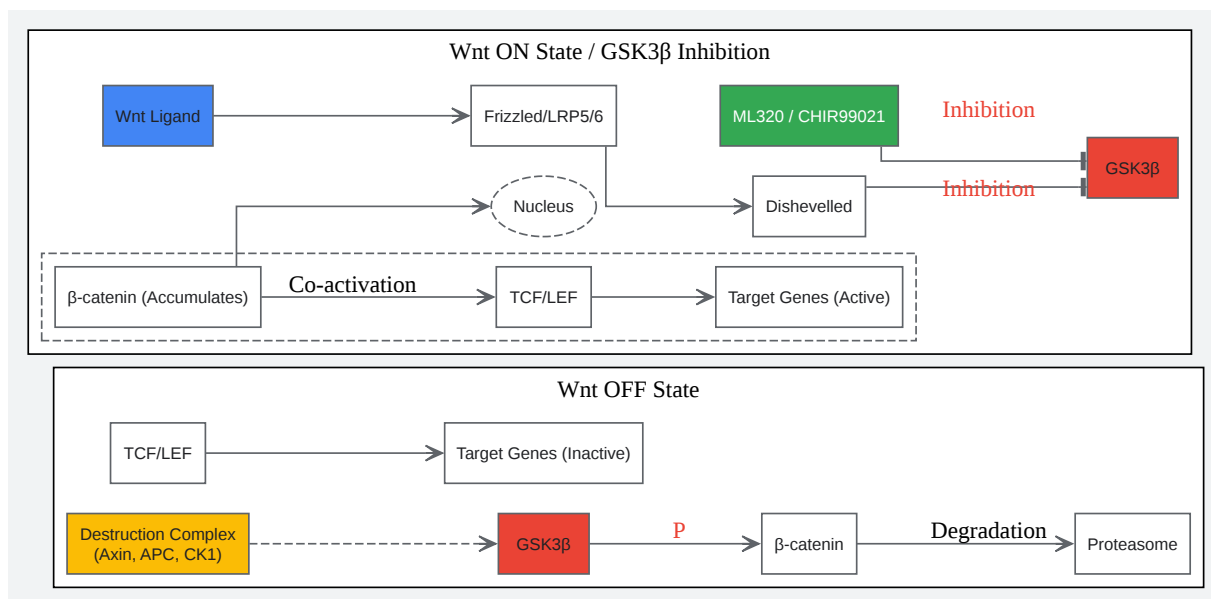 Wnt ON State / GSK3β Inhibition
Wnt Ligand
Frizzled/LRP5/6
ML320 / CHIR99021
Inhibition
GSK3β
Inhibition
Nucleus
Dishevelled
β-catenin (Accumulates)
Co-activation
TCF/LEF
Target Genes (Active)
Wnt OFF State
TCF/LEF
Target Genes (Inactive)
Destruction Complex
(Axin, APC, CK1)
GSK3β
P
β-catenin
Degradation
Proteasome